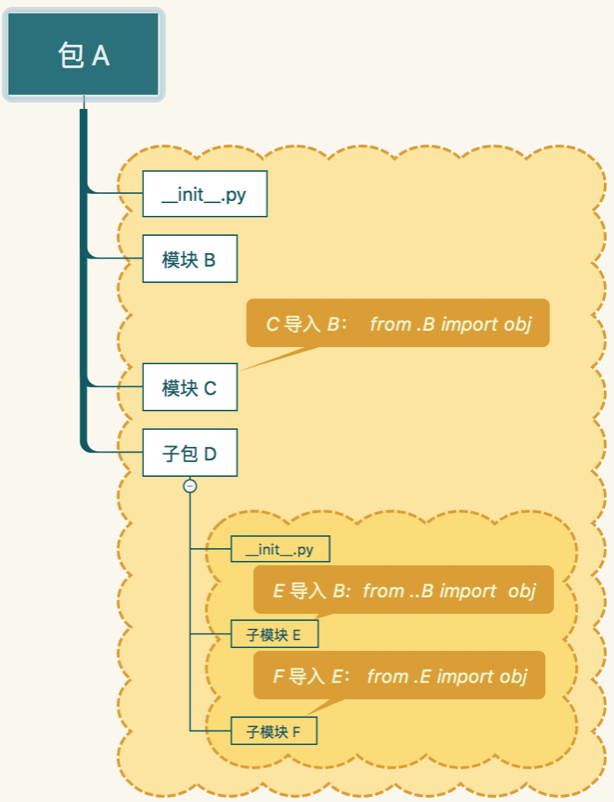 包 A
__init__.py
模块 B
C 导入 B： from .B import obj
模块 C
子包 D
__init__.py
E 导入 B: from ..B import obj
子模块 E
F 导入 E： from .E import obj
子模块 F